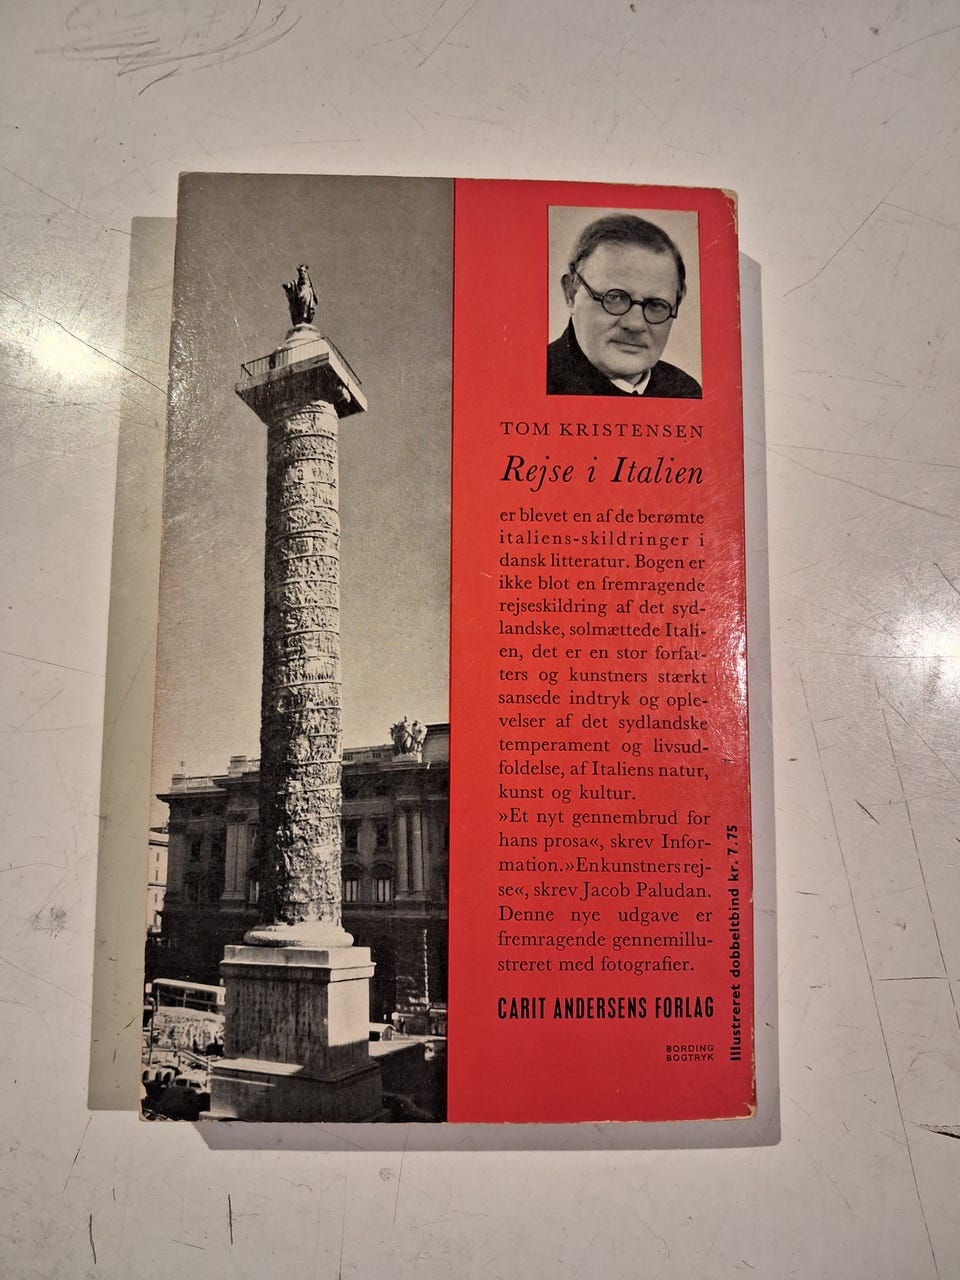 TOM KRISTENSEN
Rejse i Italien
er blevet en af de berømte
italiens-skildringer i
dansk litteratur. Bogen er
ikke blot en fremragende
rejseskildring af det syd-
landske, solmættede Itali-
en, det er en stor forfat-
ters og kunstners stærkt
sansede indtryk og ople-
velser af det sydlandske
temperament og livsud-
foldelse, af Italiens natur,
kunst og kultur.
»Et nyt gennembrud for
hans prosa«, skrev Infor-
mation. »En kunstners rej-
se«, skrev Jacob Paludan.
Denne nye udgave er
fremragende gennemillu-
streret med fotografier.
CARIT ANDERSENS FORLAG
BORDING
BOGTRYK
Illustreret dobbeltbind kr. 7.75